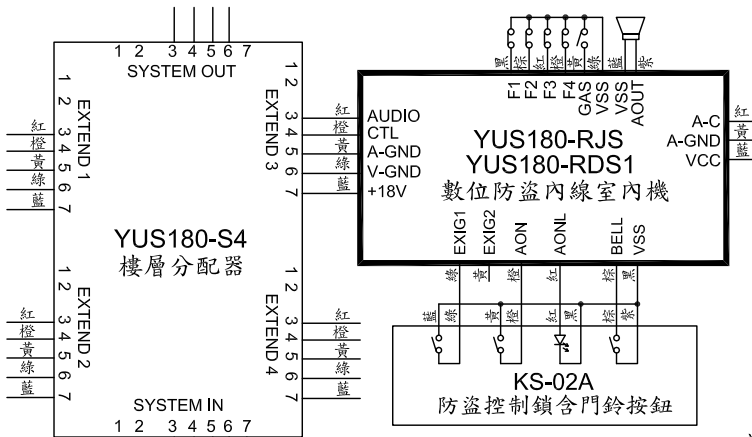 1 2 3 4 5 6 7
SYSTEM OUT
1
2
EXTEND 1
紅 3
橙 4
黃 5
綠 6
藍 7
1
2
EXTEND 3
3 紅 AUDIO
4 橙 CTL
5 黃 A-GND
6 綠 V-GND
7 藍 +18V
YUS180-S4
樓層分配器
1
2
EXTEND 2
紅 3
橙 4
黃 5
綠 6
藍 7
1
2
EXTEND 4
3 紅
4 橙
5 黃
6 綠
7 藍
SYSTEM IN
1 2 3 4 5 6 7
黑 棕 紅 橙 黃 綠 藍 紫
F1 F2 F3 F4 GAS VSS VSS AOUT
YUS180-RJS
YUS180-RDS1
數位防盜內線室內機
A-C 紅
A-GND 黃
VCC 藍
EXIG1 EXIG2 AON AONL BELL VSS
綠 黃 橙 紅 棕 黑
藍 綠 黃 橙 紅 黑 棕 紫
KS-02A
防盜控制鎖含門鈴按鈕